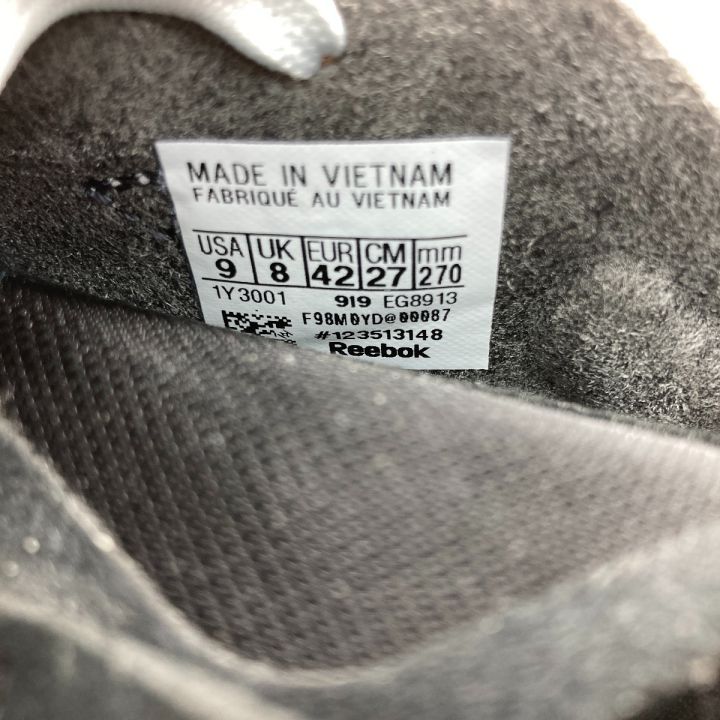 MADE IN VIETNAM
FABRIQUÉ AU VIETNAM
USA UK EUR CM mm
9 8 42 27 270
1Y3001 919 EG8913
F98M0YD@00087
#123513148
Reebok